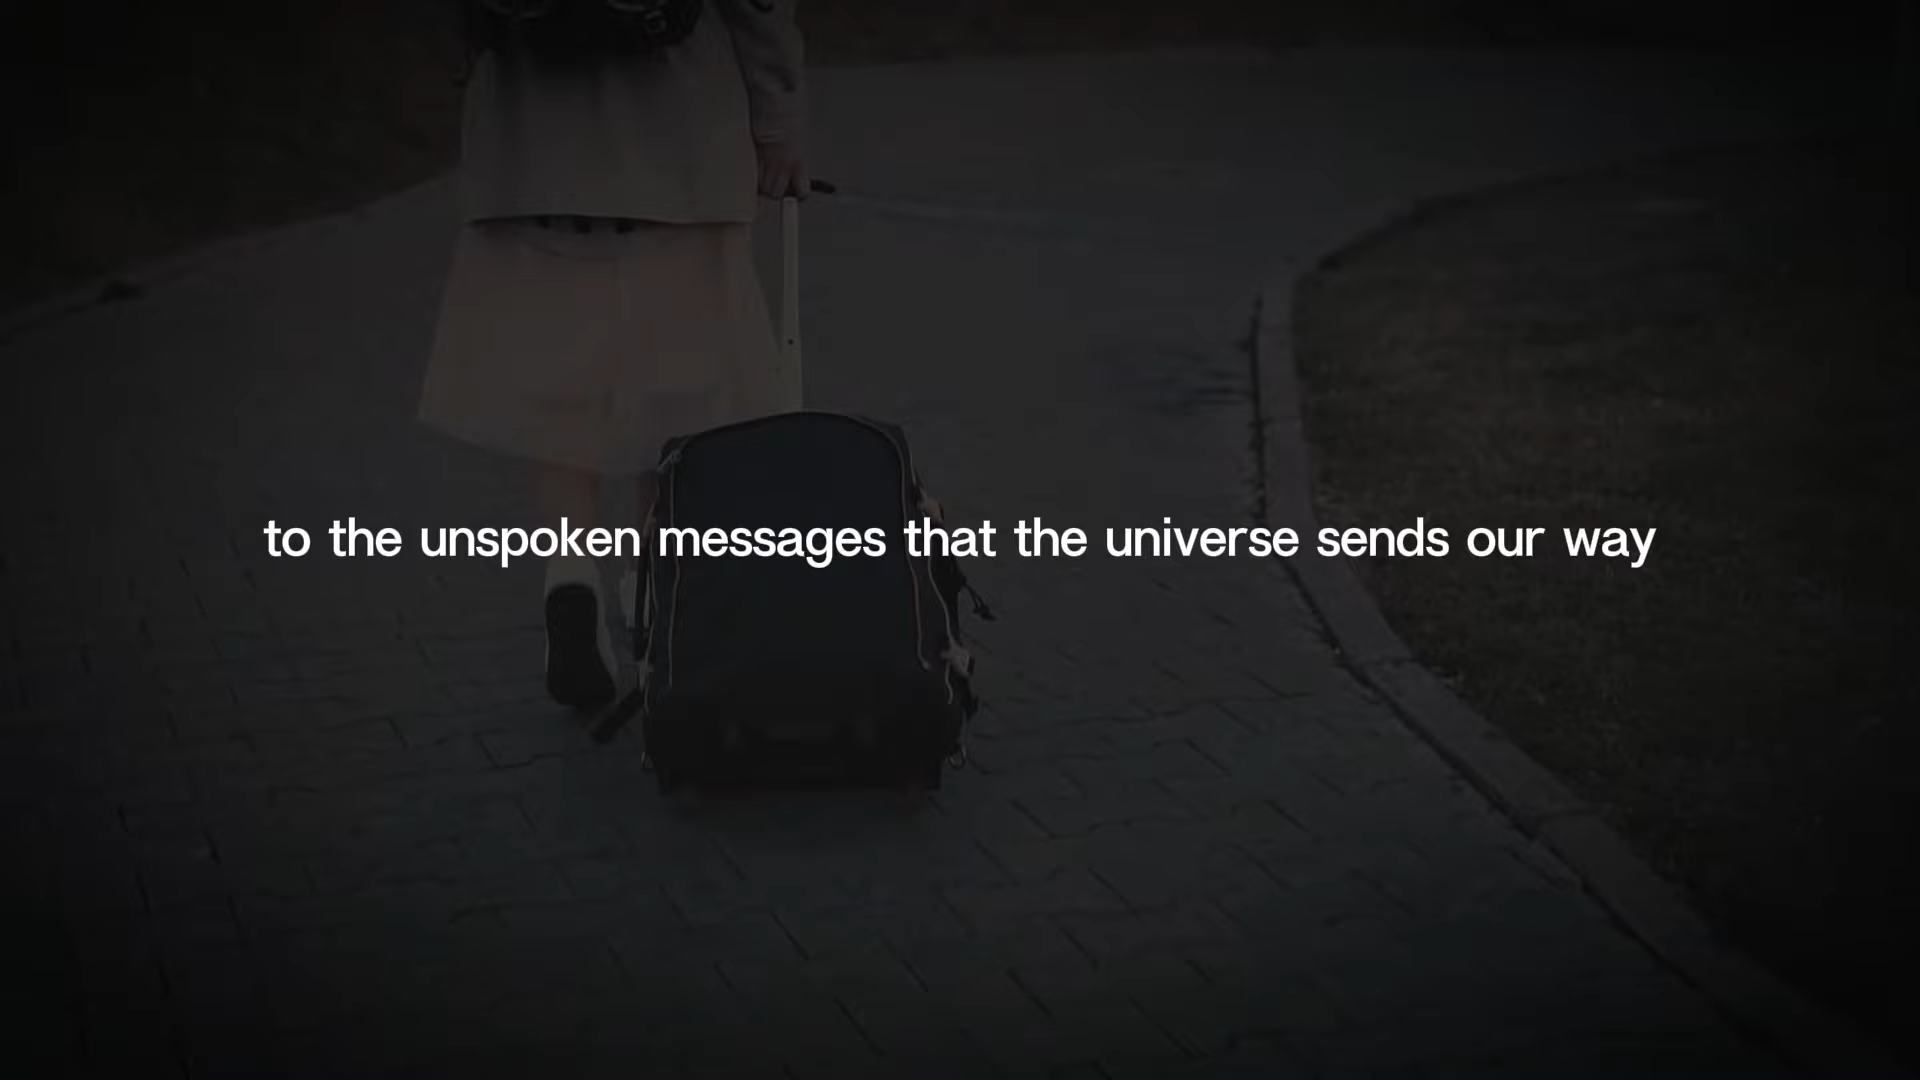 to the unspoken messages that the universe sends our way